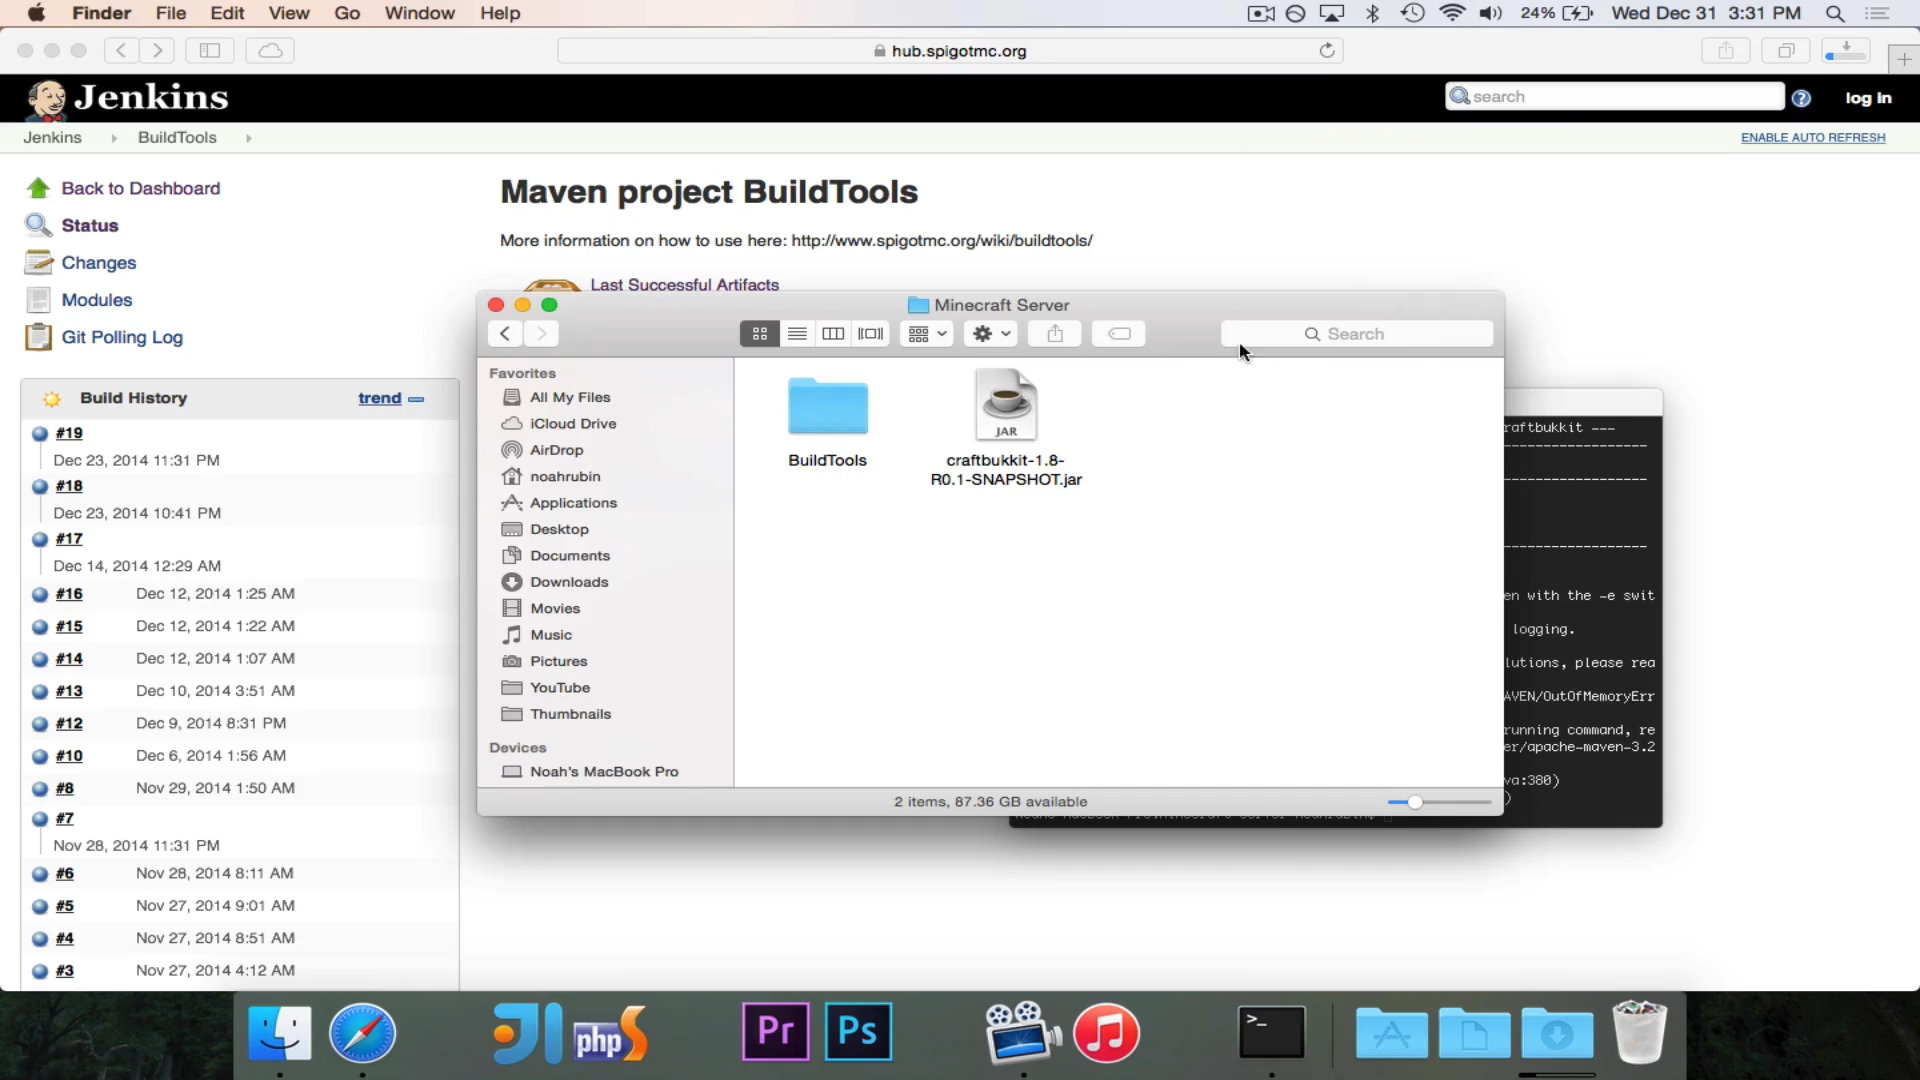 Finder File Edit View Go Window Help
24% Wed Dec 31 3:31 PM
hub.spigotmc.org
Jenkins
search
log in
Jenkins BuildTools
ENABLE AUTO REFRESH
Back to Dashboard
Status
Changes
Modules
Git Polling Log
Build History trend
#19
Dec 23, 2014 11:31 PM
#18
Dec 23, 2014 10:41 PM
#17
Dec 14, 2014 12:29 AM
#16 Dec 12, 2014 1:25 AM
#15 Dec 12, 2014 1:22 AM
#14 Dec 12, 2014 1:07 AM
#13 Dec 10, 2014 3:51 AM
#12 Dec 9, 2014 8:31 PM
#10 Dec 6, 2014 1:56 AM
#8 Nov 29, 2014 1:50 AM
#7
Nov 28, 2014 11:31 PM
#6 Nov 28, 2014 8:11 AM
#5 Nov 27, 2014 9:01 AM
#4 Nov 27, 2014 8:51 AM
#3 Nov 27, 2014 4:12 AM
Maven project BuildTools
More information on how to use here: http://www.spigotmc.org/wiki/buildtools/
Last Successful Artifacts
Minecraft Server
Search
Favorites
All My Files
iCloud Drive
AirDrop
noahrubin
Applications
Desktop
Documents
Downloads
Movies
Music
Pictures
YouTube
Thumbnails
Devices
Noah's MacBook Pro
BuildTools
JAR
craftbukkit-1.8-
R0.1-SNAPSHOT.jar
2 items, 87.36 GB available
raftbukkit ---
en with the -e swit
logging.
lutions, please rea
AVEN/OutOfMemoryErr
running command, re
er/apache-maven-3.2
va:380)
)
php
Pr
Ps
>_